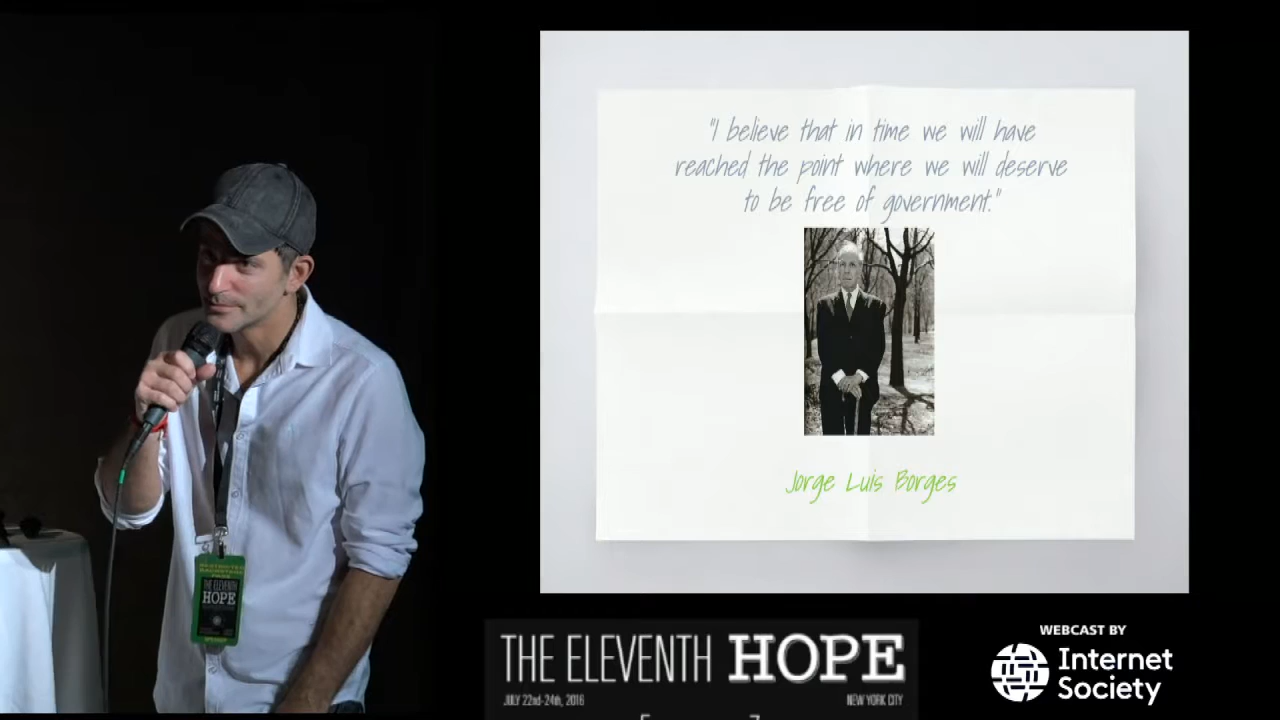 "I believe that in time we will have
reached the point where we will deserve
to be free of government."
Jorge Luis Borges
THE ELEVENTH
HOPE
THE ELEVENTH HOPE
JULY 22nd-24th, 2016
NEW YORK CITY
WEBCAST BY
Internet
Society